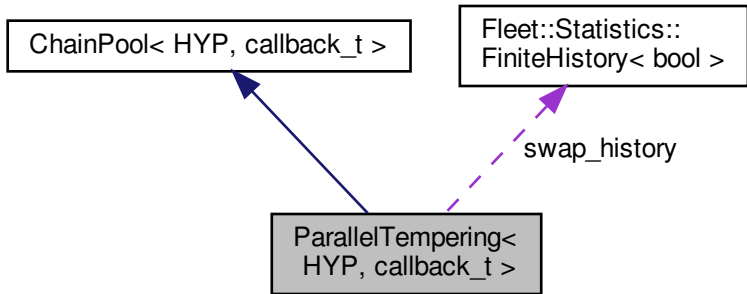 ChainPool< HYP, callback_t >
Fleet::Statistics::
FiniteHistory< bool >
swap_history
ParallelTempering<
HYP, callback_t >